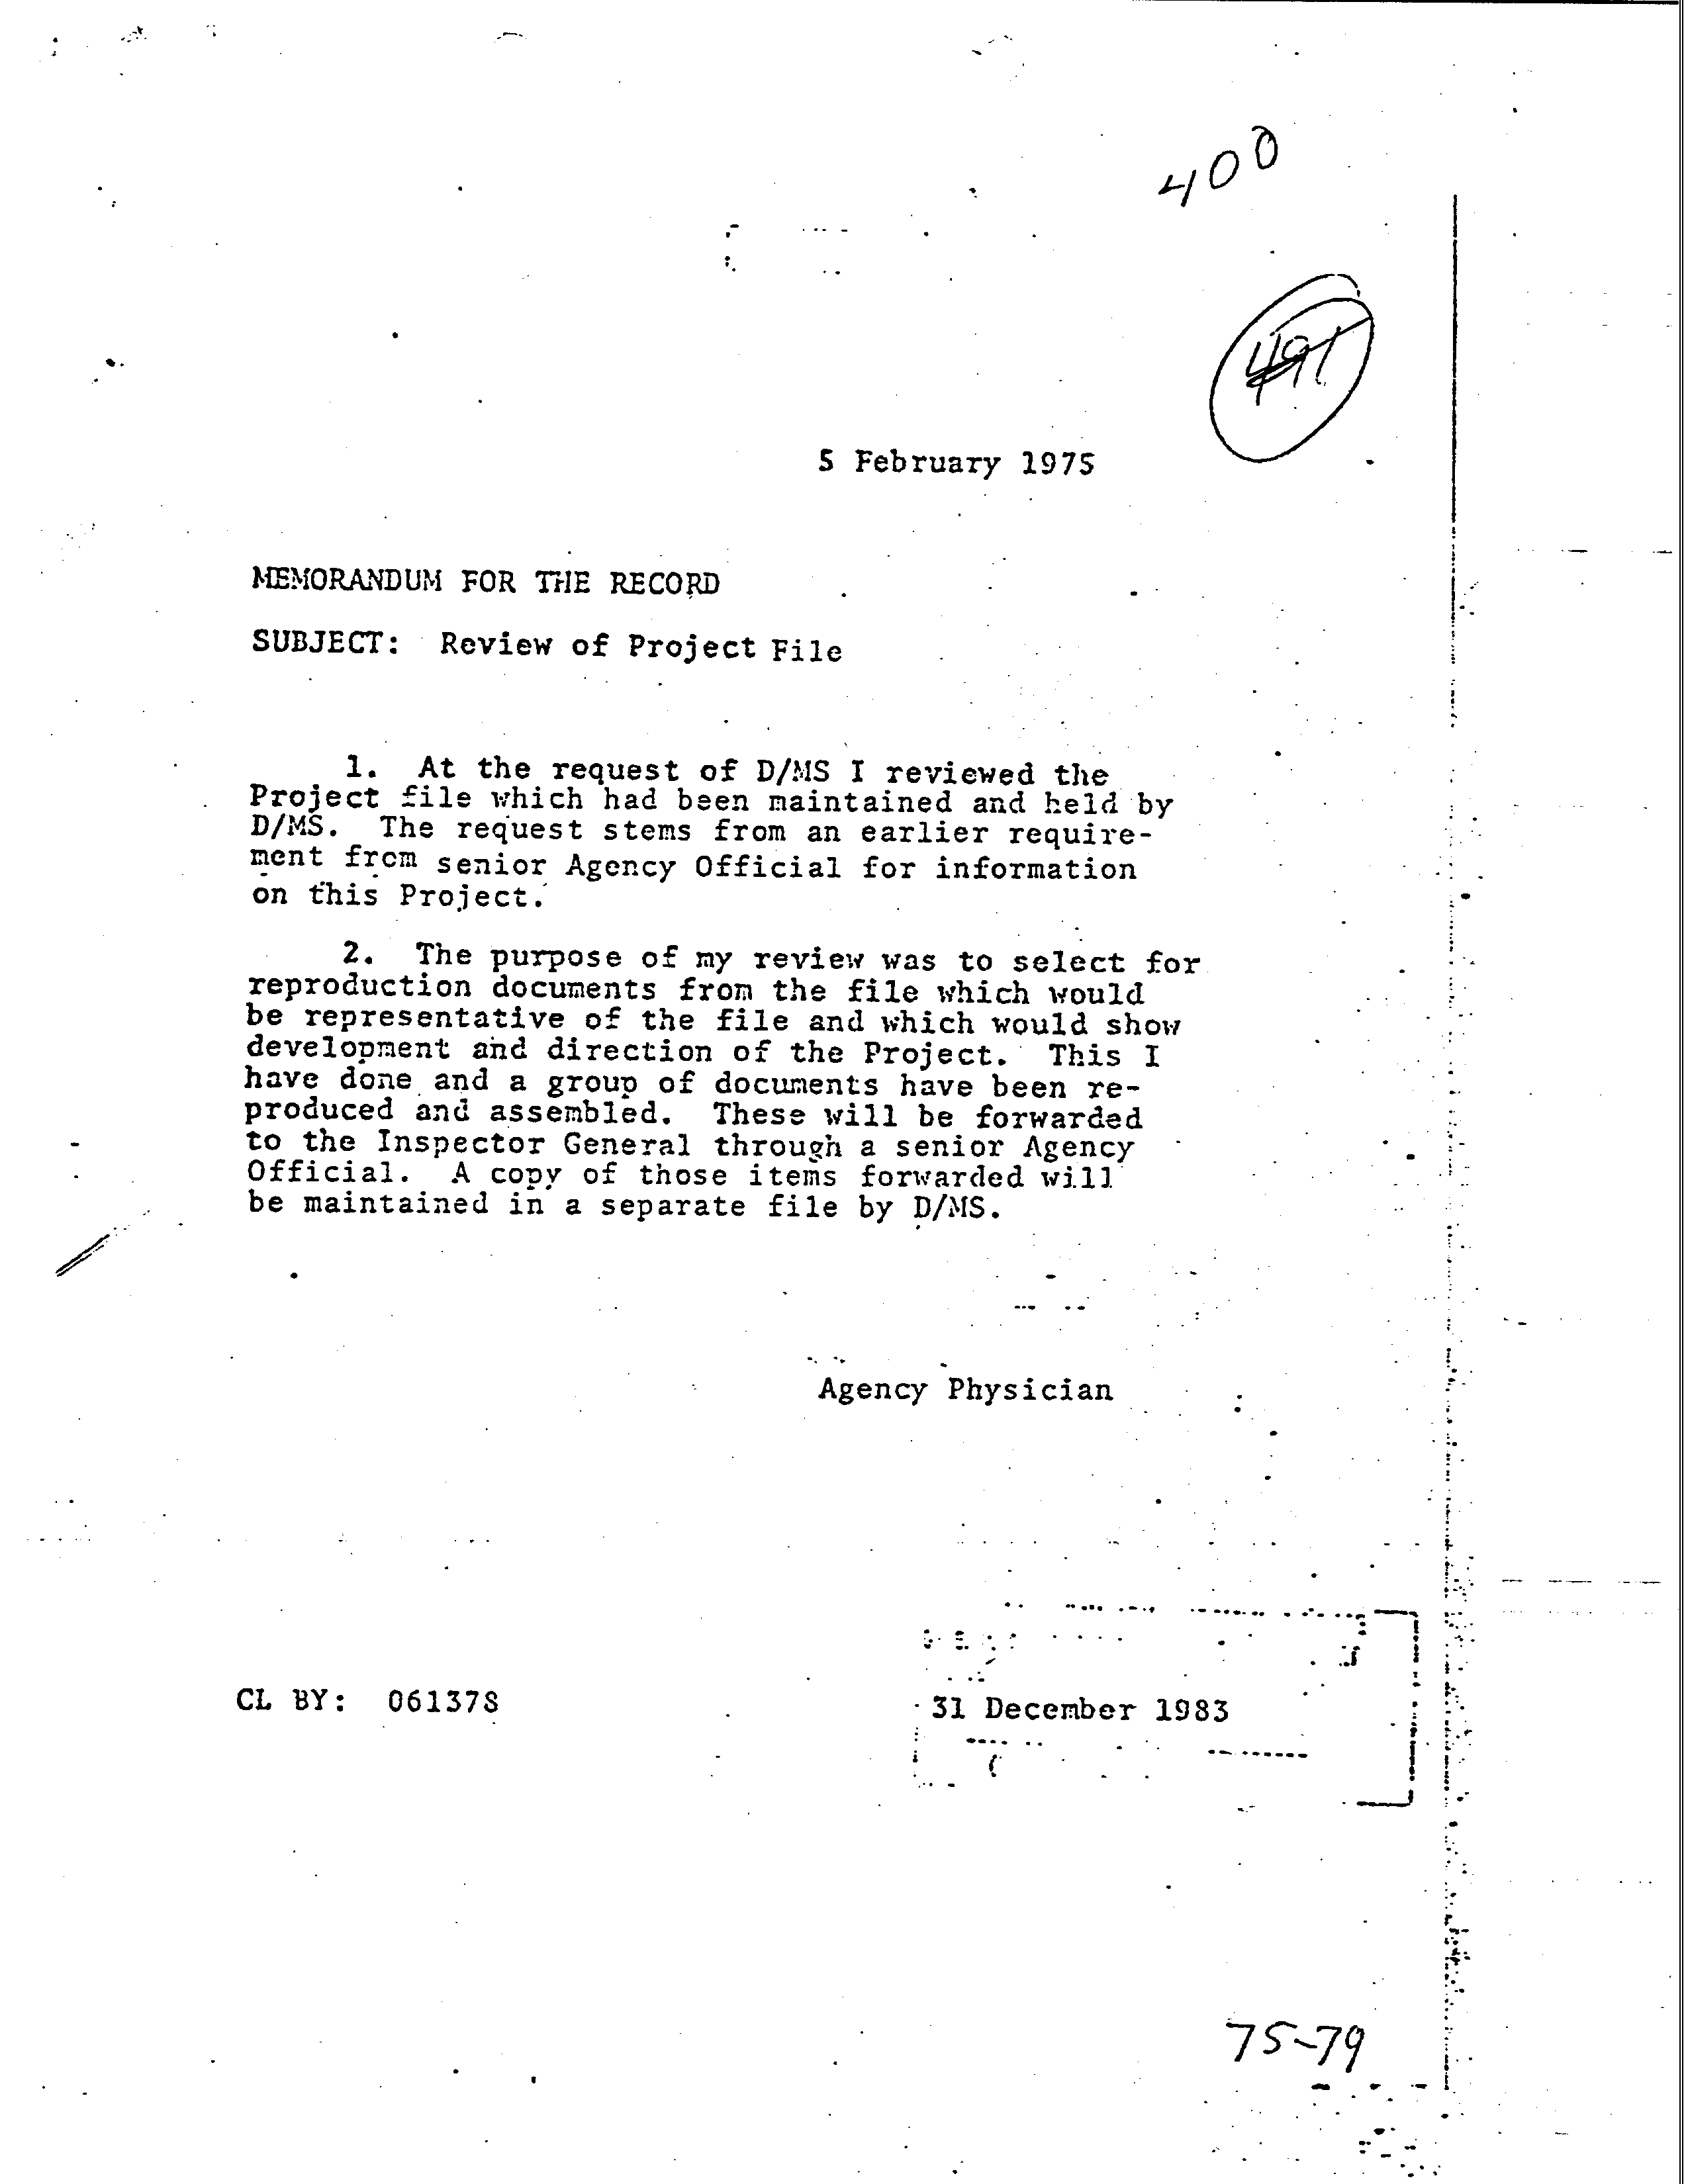 400
491
5 February 1975
MEMORANDUM FOR THE RECORD
SUBJECT: Review of Project File
1. At the request of D/MS I reviewed the
Project file which had been maintained and held by
D/MS. The request stems from an earlier require-
ment from senior Agency Official for information
on this Project.
2. The purpose of my review was to select for
reproduction documents from the file which would
be representative of the file and which would show
development and direction of the Project. This I
have done and a group of documents have been re-
produced and assembled. These will be forwarded
to the Inspector General through a senior Agency
Official. A copy of those items forwarded will
be maintained in a separate file by D/MS.
Agency Physician
CL BY: 061378
31 December 1983
75-79